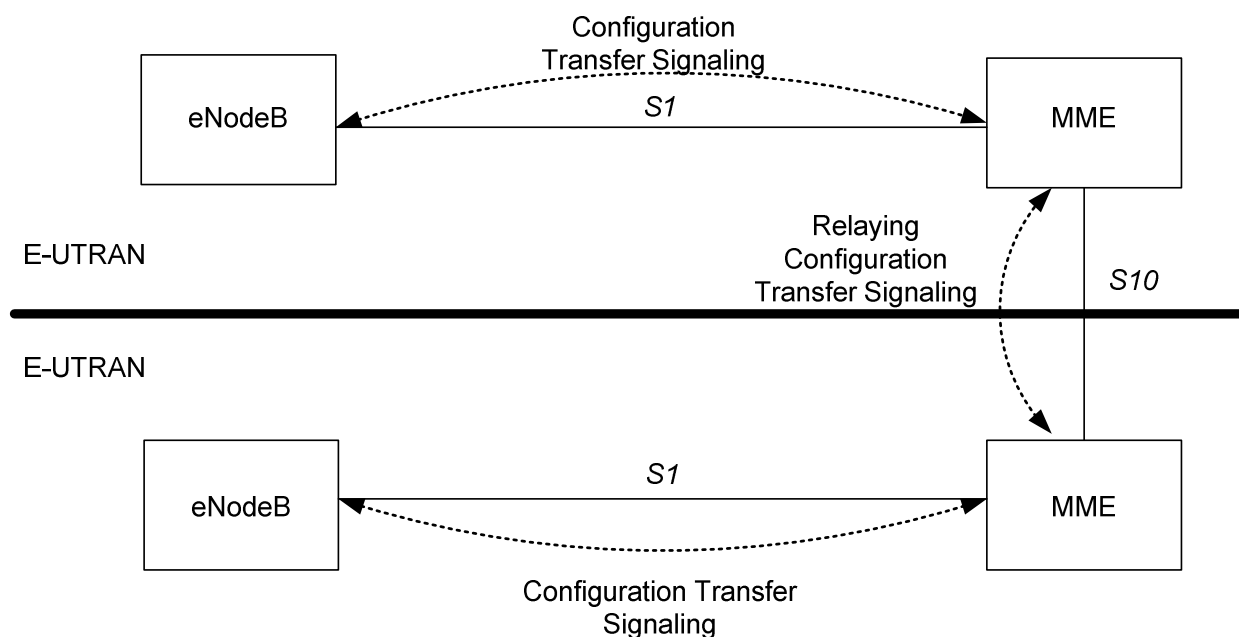 Configuration
Transfer Signaling
eNodeB
S1
MME
Relaying
Configuration
Transfer Signaling
E-UTRAN
S10
E-UTRAN
eNodeB
S1
MME
Configuration Transfer
Signaling